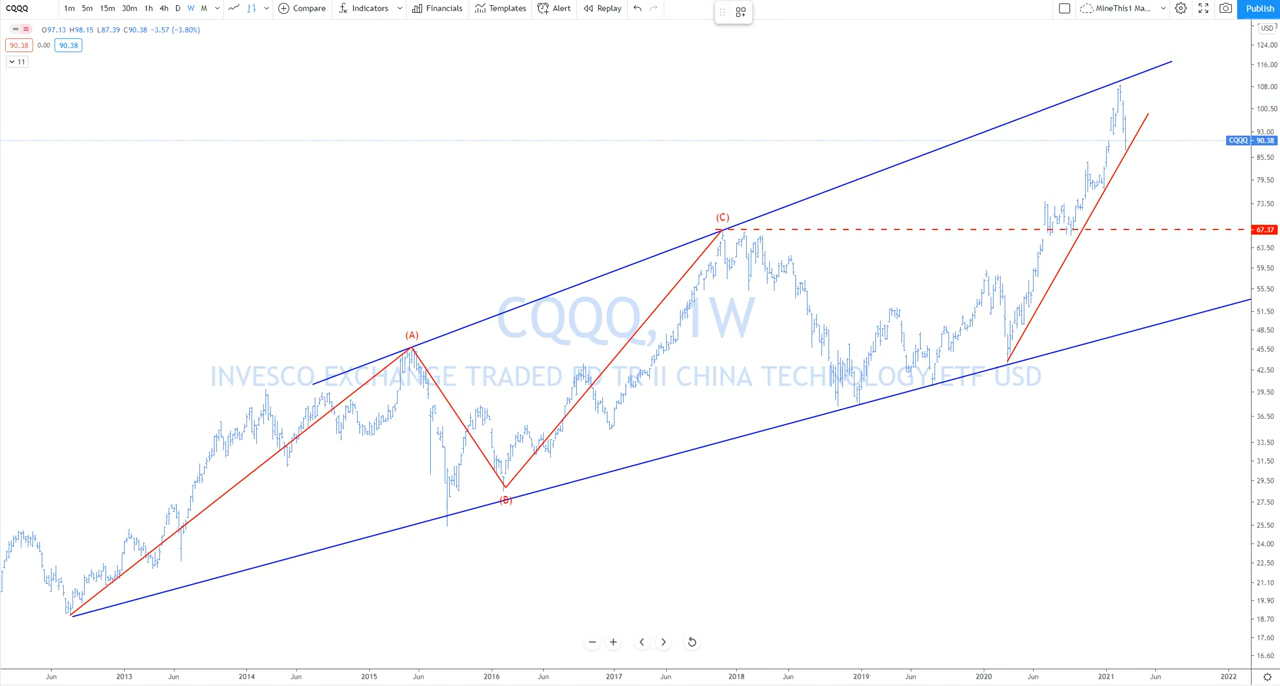 CQQQ 1m 5m 15m 30m 1h 4h D W M Compare Indicators Financials Templates Alert Replay MineThis1 Ma... Publish
O97.13 H98.15 L87.39 C90.38 −3.57 (−3.80%)
90.38 0.00 90.38
11
USD
124.00
116.00
108.00
100.50
93.00
CQQQ 90.38
85.50
79.50
73.50
67.37
63.50
59.50
55.50
51.50
48.50
45.50
42.50
39.50
36.50
33.50
31.50
29.50
27.50
25.50
24.00
22.50
21.10
19.90
18.70
17.60
16.60
(C)
(A)
(B)
CQQQ, 1W
INVESCO EXCHANGE TRADED FD TR II CHINA TECHNOLOGY ETF USD
Jun 2013 Jun 2014 Jun 2015 Jun 2016 Jun 2017 Jun 2018 Jun 2019 Jun 2020 Jun 2021 Jun 2022